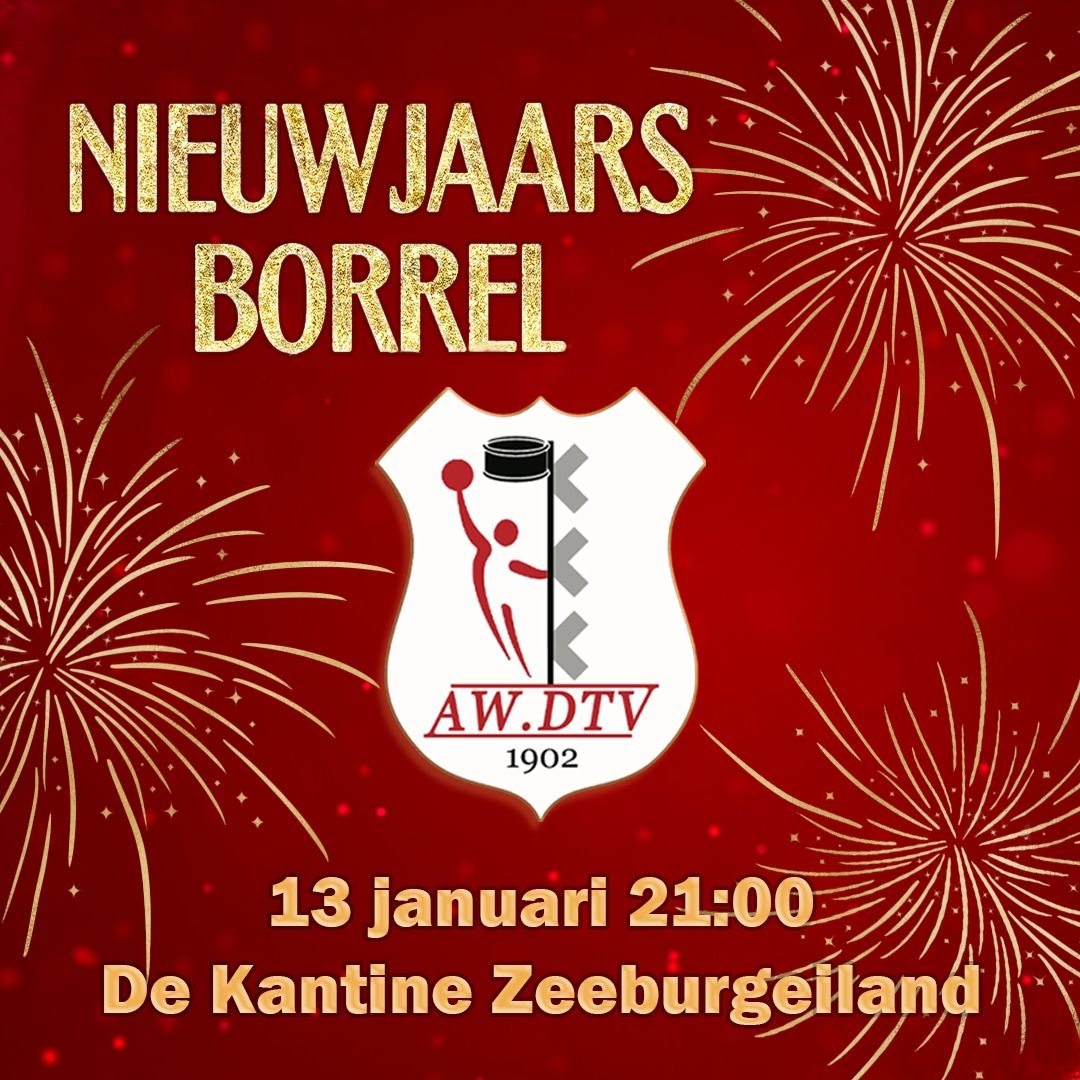 NIEUWJAARS
BORREL
AW.DTV
1902
13 januari 21:00
De Kantine Zeeburgeiland